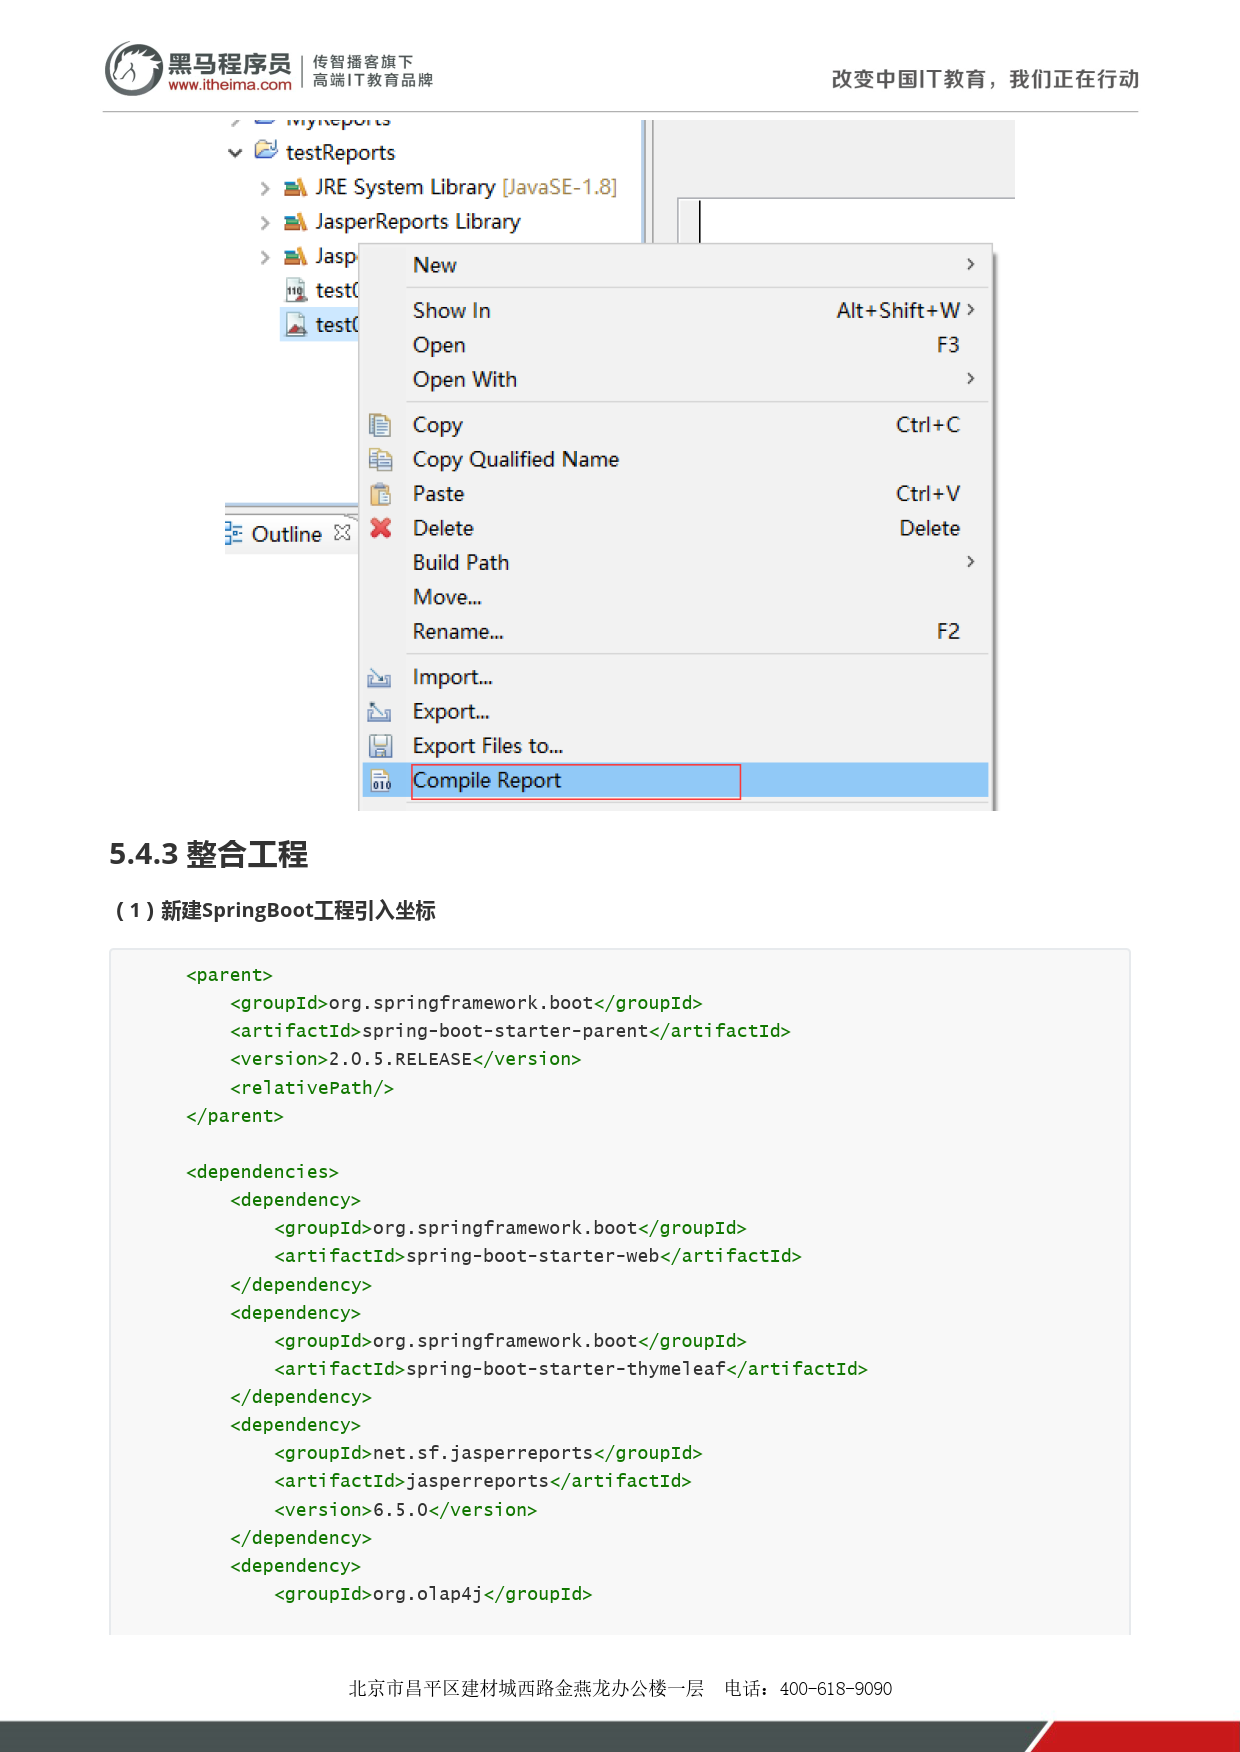 黑马程序员
www.itheima.com
传智播客旗下
高端IT教育品牌
改变中国IT教育，我们正在行动
MyReports
testReports
JRE System Library [JavaSE-1.8]
JasperReports Library
Jasp
test(
test(
Outline
New
Show In Alt+Shift+W
Open F3
Open With
Copy Ctrl+C
Copy Qualified Name
Paste Ctrl+V
Delete Delete
Build Path
Move...
Rename... F2
Import...
Export...
Export Files to...
Compile Report
5.4.3 整合工程
（1）新建SpringBoot工程引入坐标
<parent>
<groupId>org.springframework.boot</groupId>
<artifactId>spring-boot-starter-parent</artifactId>
<version>2.0.5.RELEASE</version>
<relativePath/>
</parent>
<dependencies>
<dependency>
<groupId>org.springframework.boot</groupId>
<artifactId>spring-boot-starter-web</artifactId>
</dependency>
<dependency>
<groupId>org.springframework.boot</groupId>
<artifactId>spring-boot-starter-thymeleaf</artifactId>
</dependency>
<dependency>
<groupId>net.sf.jasperreports</groupId>
<artifactId>jasperreports</artifactId>
<version>6.5.0</version>
</dependency>
<dependency>
<groupId>org.olap4j</groupId>
北京市昌平区建材城西路金燕龙办公楼一层 电话：400-618-9090